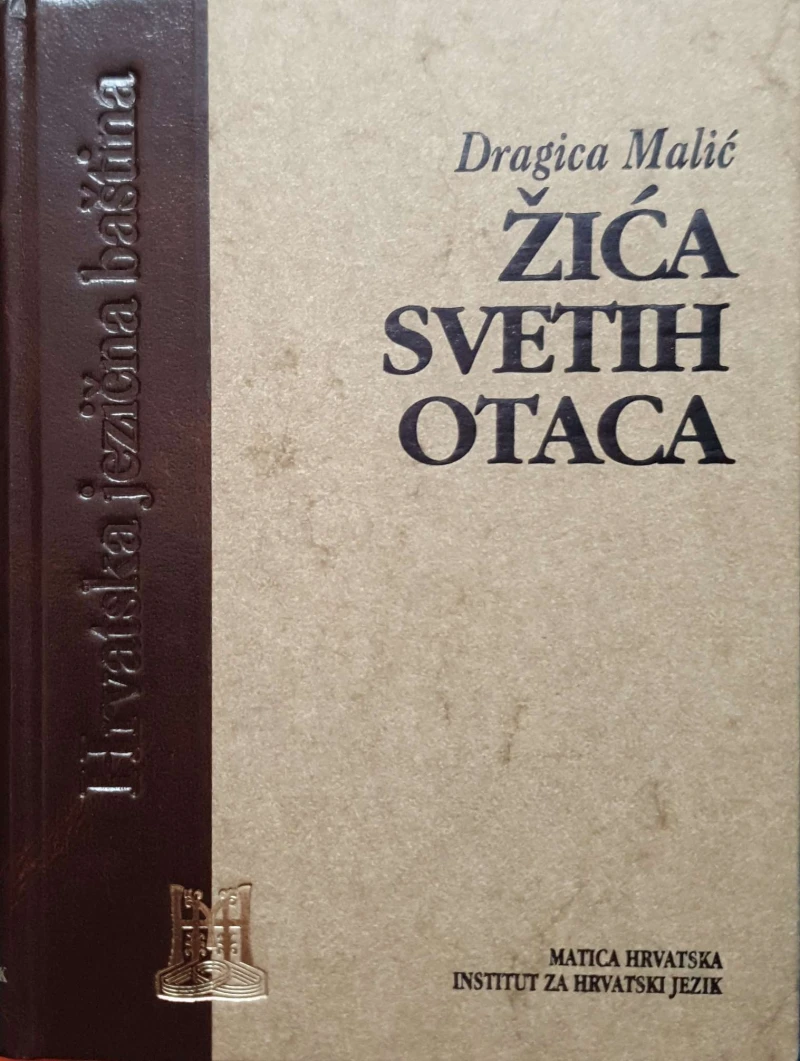 Hrvatska jezična baština
Dragica Malić
ŽIĆA
SVETIH
OTACA
MATICA HRVATSKA
INSTITUT ZA HRVATSKI JEZIK